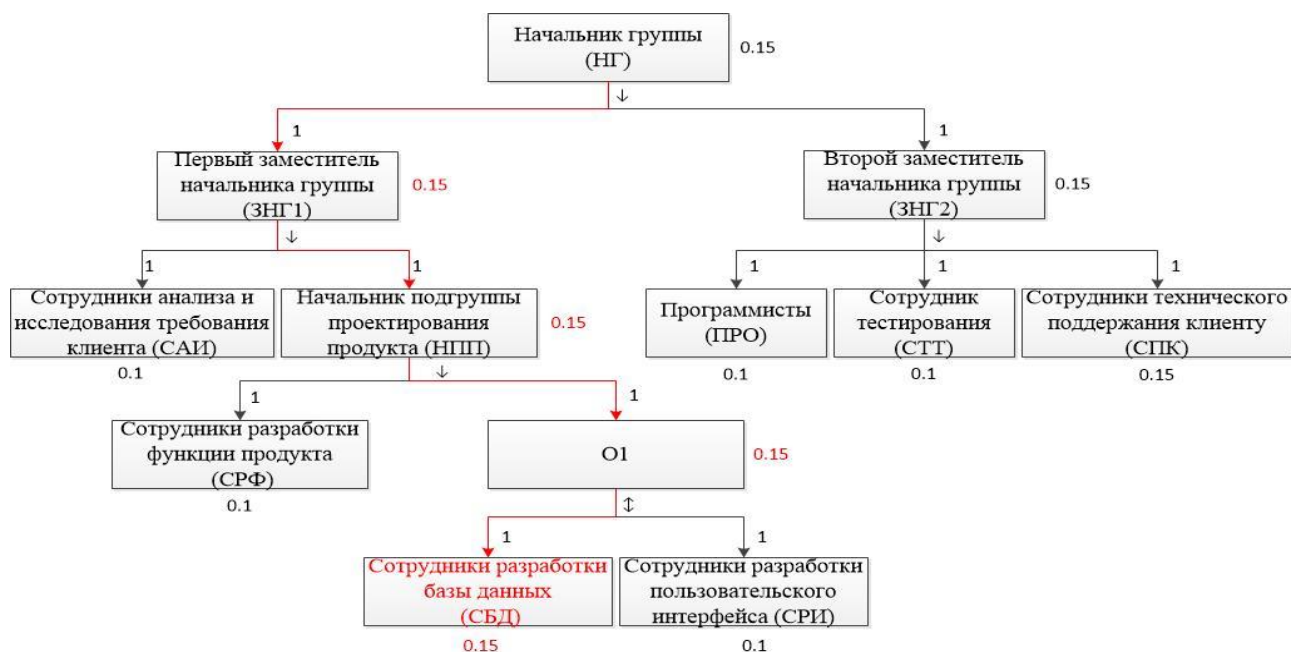 Начальник группы
(НГ)
0.15
↓
1
1
Первый заместитель
начальника группы
(ЗНГ1)
0.15
Второй заместитель
начальника группы
(ЗНГ2)
0.15
↓
↓
1
1
1
1
1
Сотрудники анализа и
исследования требования
клиента (САИ)
0.1
Начальник подгруппы
проектирования
продукта (НПП)
0.15
Программисты
(ПРО)
0.1
Сотрудник
тестирования
(СТТ)
0.1
Сотрудники технического
поддержания клиенту
(СПК)
0.15
↓
1
1
Сотрудники разработки
функции продукта
(СРФ)
0.1
О1
0.15
↕
1
1
Сотрудники разработки
базы данных
(СБД)
0.15
Сотрудники разработки
пользовательского
интерфейса (СРИ)
0.1